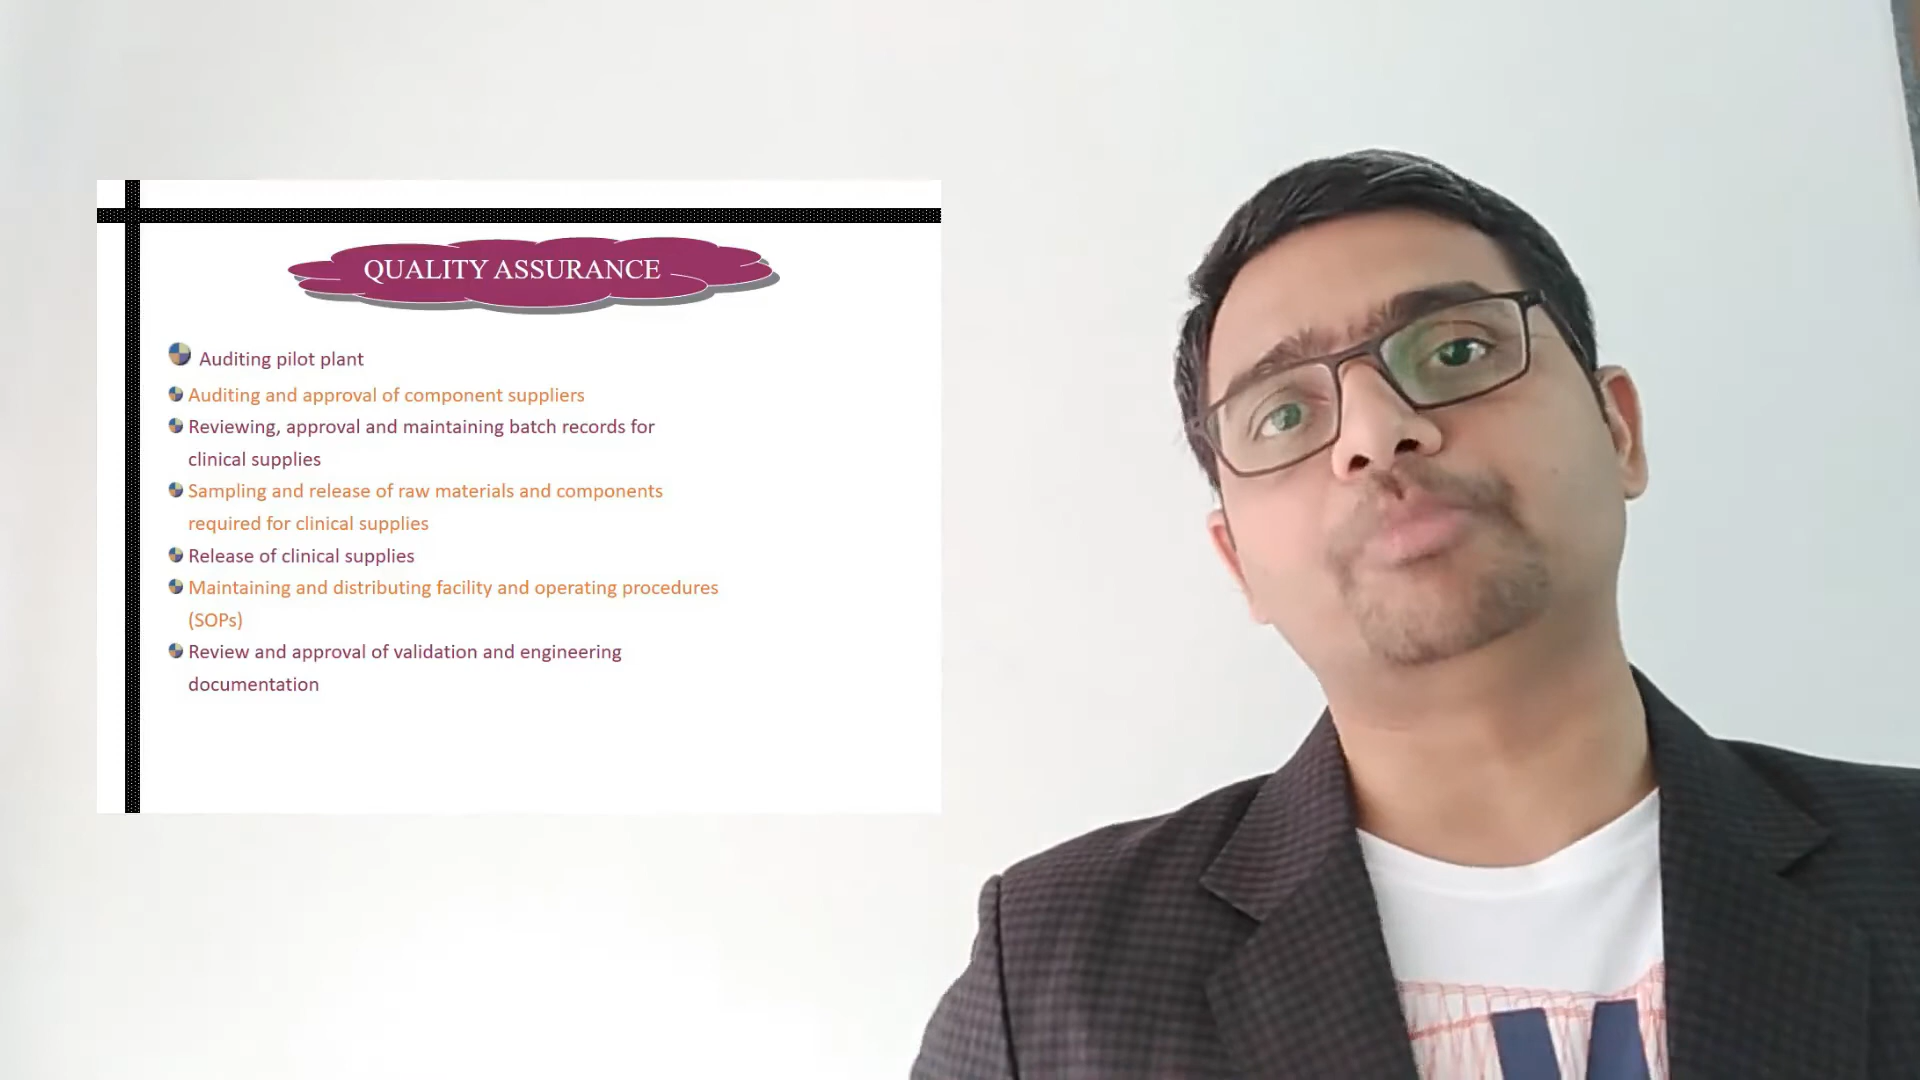 QUALITY ASSURANCE
Auditing pilot plant
Auditing and approval of component suppliers
Reviewing, approval and maintaining batch records for
clinical supplies
Sampling and release of raw materials and components
required for clinical supplies
Release of clinical supplies
Maintaining and distributing facility and operating procedures
(SOPs)
Review and approval of validation and engineering
documentation